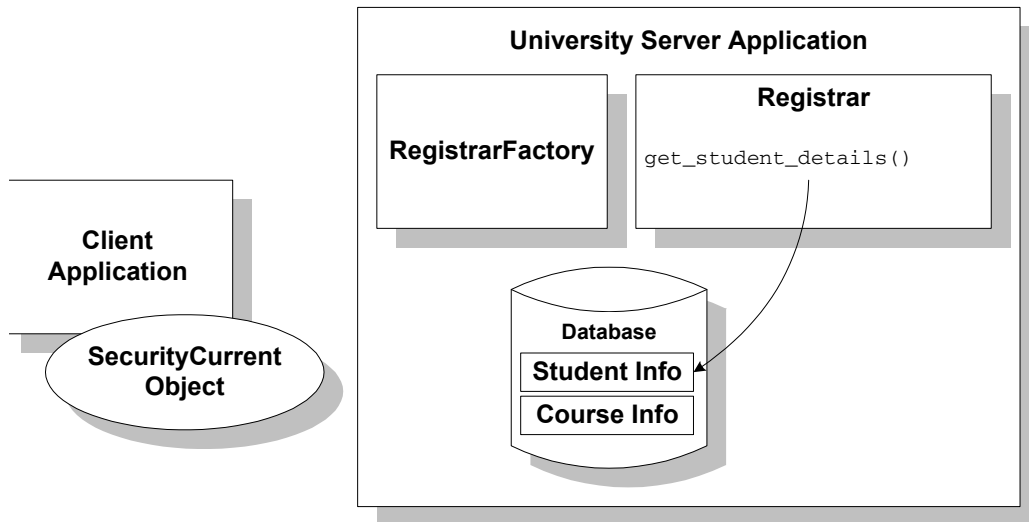 University Server Application
RegistrarFactory
Registrar
get_student_details()
Client
Application
SecurityCurrent
Object
Database
Student Info
Course Info